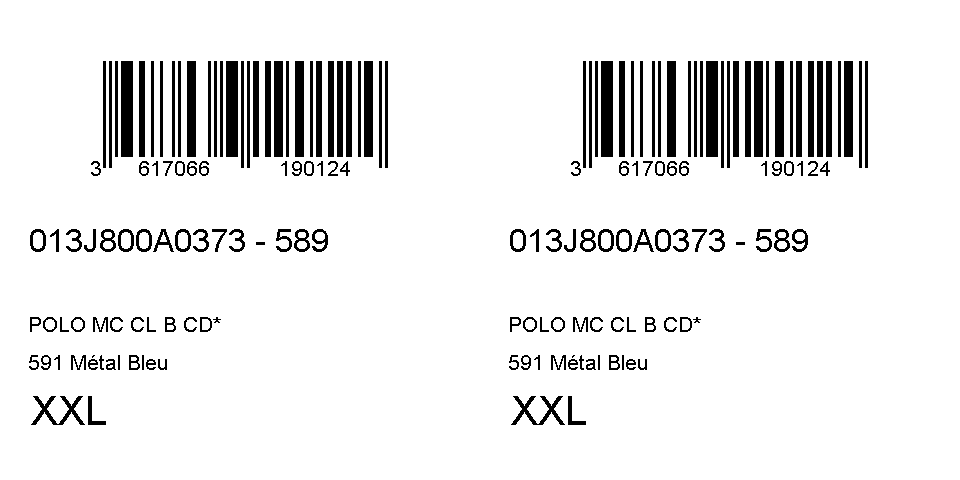 3 617066 190124
013J800A0373 - 589
POLO MC CL B CD*
591 Métal Bleu
XXL
3 617066 190124
013J800A0373 - 589
POLO MC CL B CD*
591 Métal Bleu
XXL